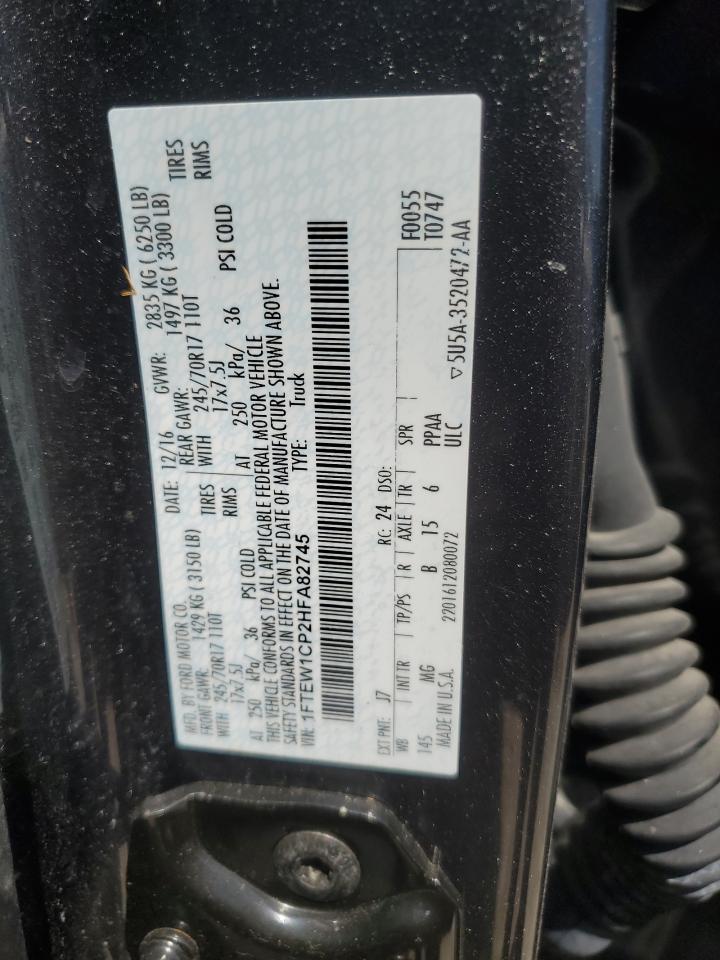 MFD. BY FORD MOTOR CO. DATE: 12/16 GVWR: 2835 KG ( 6250 LB)
FRONT GAWR: 1429 KG ( 3150 LB) REAR GAWR: 1497 KG ( 3300 LB)
WITH 245/70R17 110T TIRES WITH 245/70R17 110T TIRES
17x7.5J RIMS 17x7.5J RIMS
AT 250 kPa/ 36 PSI COLD AT 250 kPa/ 36 PSI COLD
THIS VEHICLE CONFORMS TO ALL APPLICABLE FEDERAL MOTOR VEHICLE
SAFETY STANDARDS IN EFFECT ON THE DATE OF MANUFACTURE SHOWN ABOVE.
VIN: 1FTEW1CP2HFA82745 TYPE: Truck
EXT PNT: J7 RC: 24 DSO: F0055
WB INT TR TP/PS R AXLE TR SPR T0747
145 MG B 15 6 PPAA
MADE IN U.S.A. 2701612080072 ULC ▽5U5A-3520472-AA